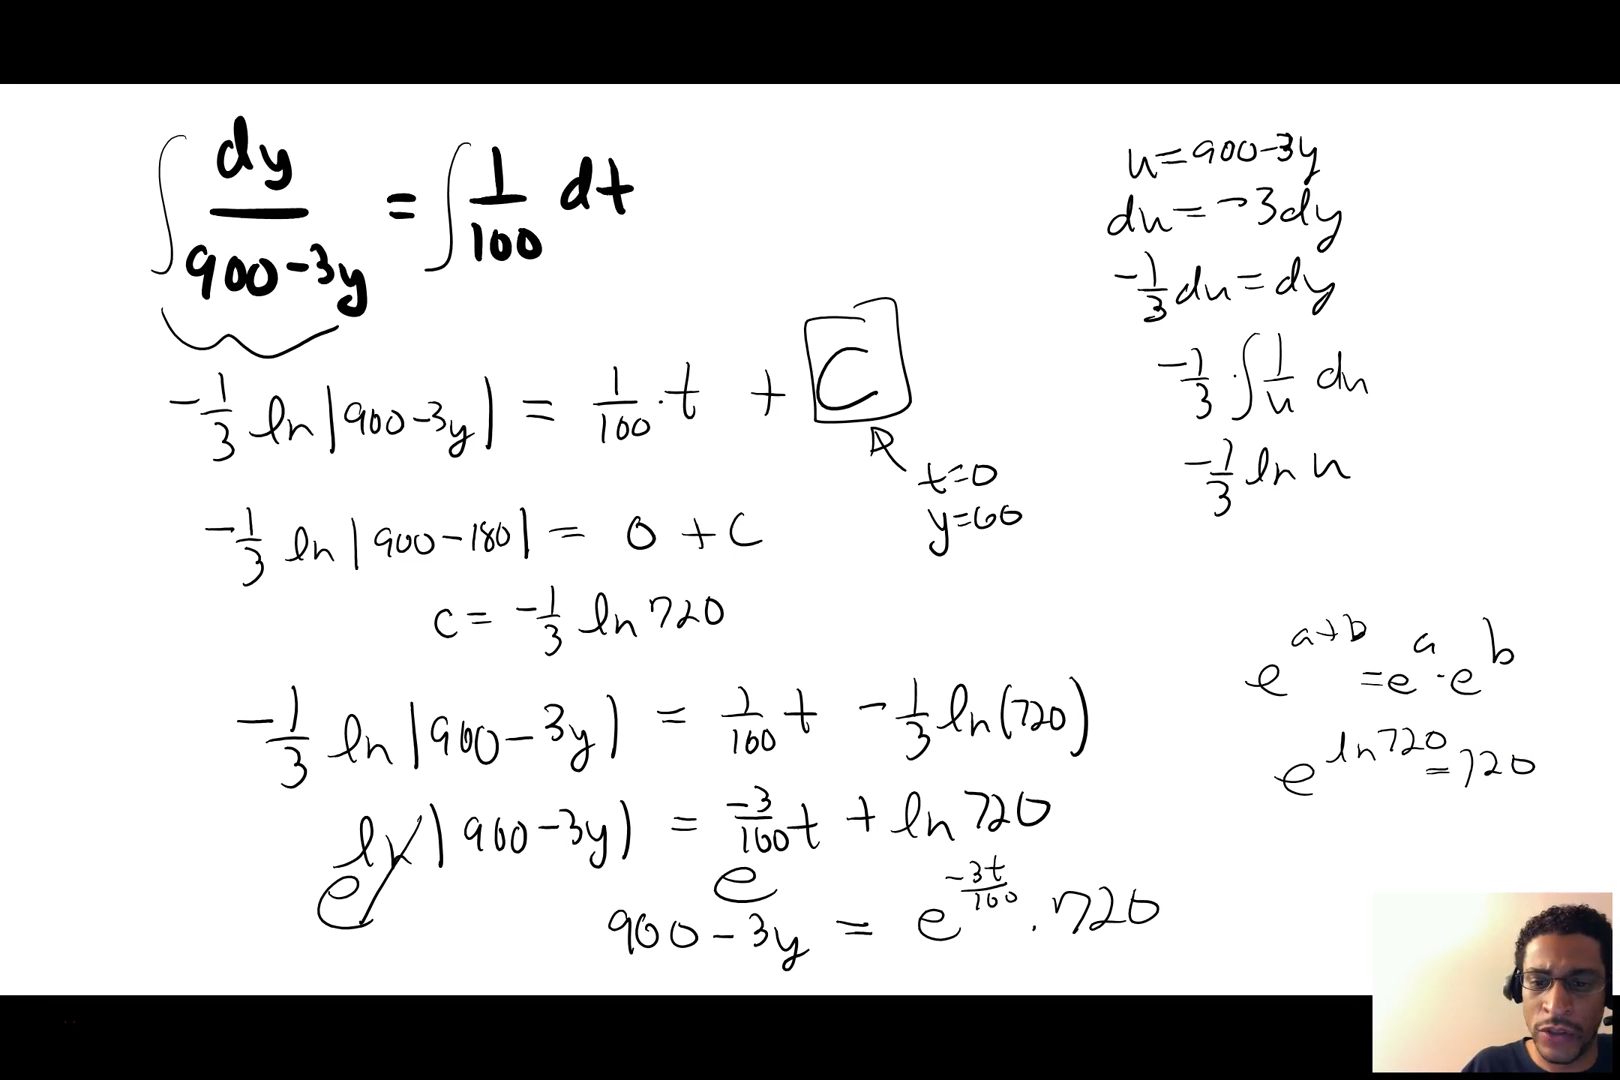 ∫ dy/(900-3y) = ∫ 1/100 dt
-1/3 ln|900-3y| = 1/100 · t + C
t=0
y=60
-1/3 ln|900-180| = 0 + C
c = -1/3 ln 720
-1/3 ln|900-3y| = 1/100 t - 1/3 ln(720)
ln|900-3y| = -3/100 t + ln 720
e e
900-3y = e^(-3t/100) · 720
u=900-3y
du=-3dy
-1/3 du=dy
-1/3 · ∫ 1/u du
-1/3 ln u
e^(a+b) = e^a · e^b
e^(ln 720) = 720